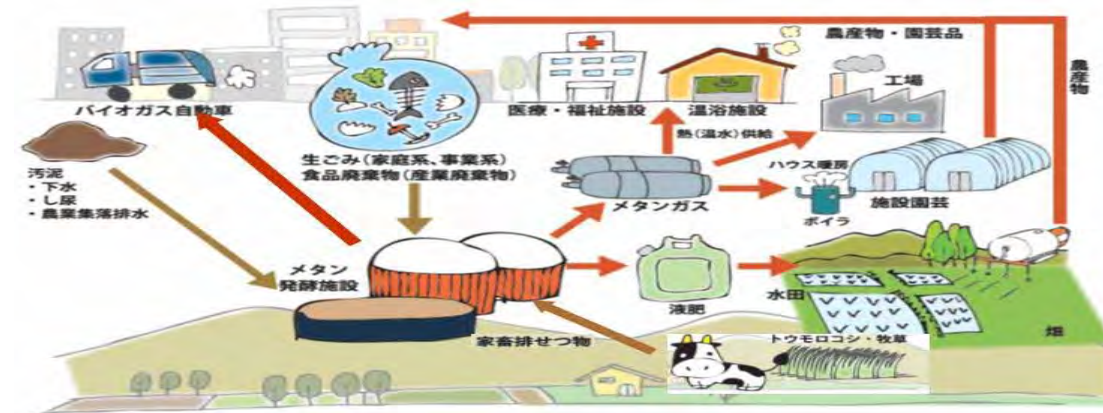 農産物・園芸品
工場
農産物
バイオガス自動車
医療・福祉施設
温浴施設
熱(温水)供給
生ごみ(家庭系、事業系)
食品廃棄物(産業廃棄物)
汚泥
・下水
・し尿
・農業集落排水
メタンガス
ハウス暖房
ボイラ
施設園芸
メタン
発酵施設
液肥
水田
畑
家畜排せつ物
トウモロコシ・牧草